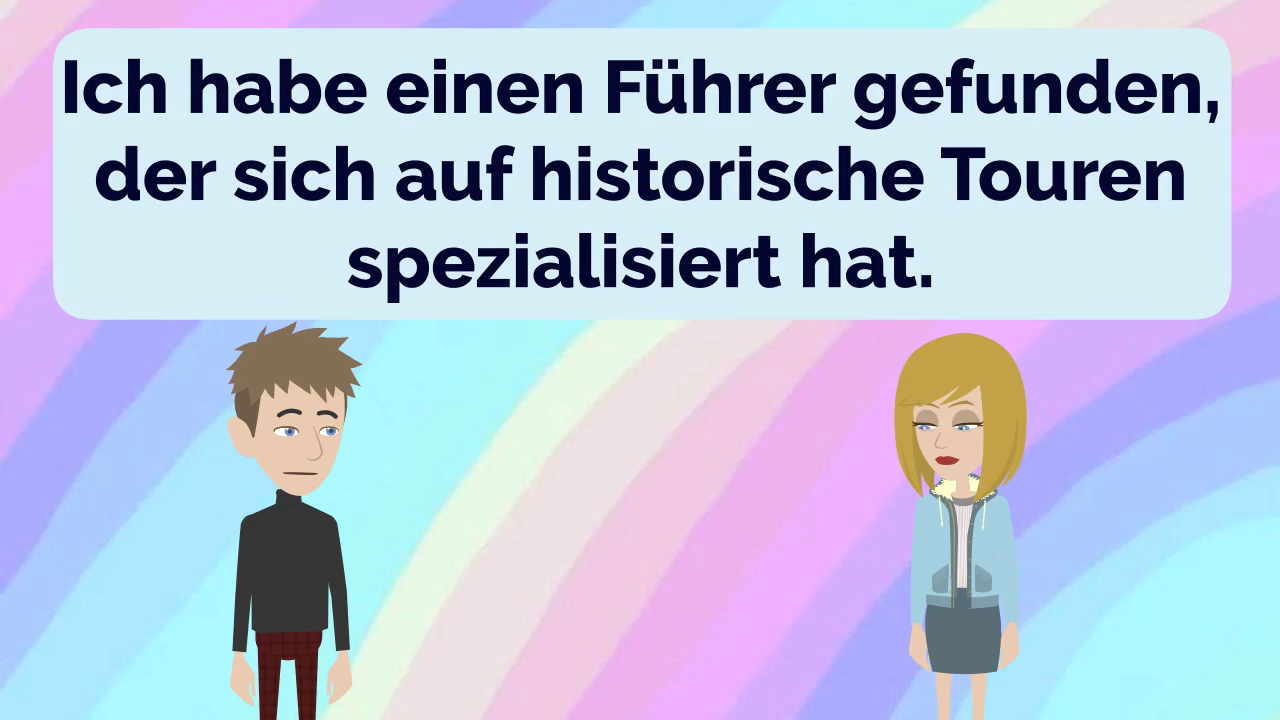 Ich habe einen Führer gefunden,
der sich auf historische Touren
spezialisiert hat.